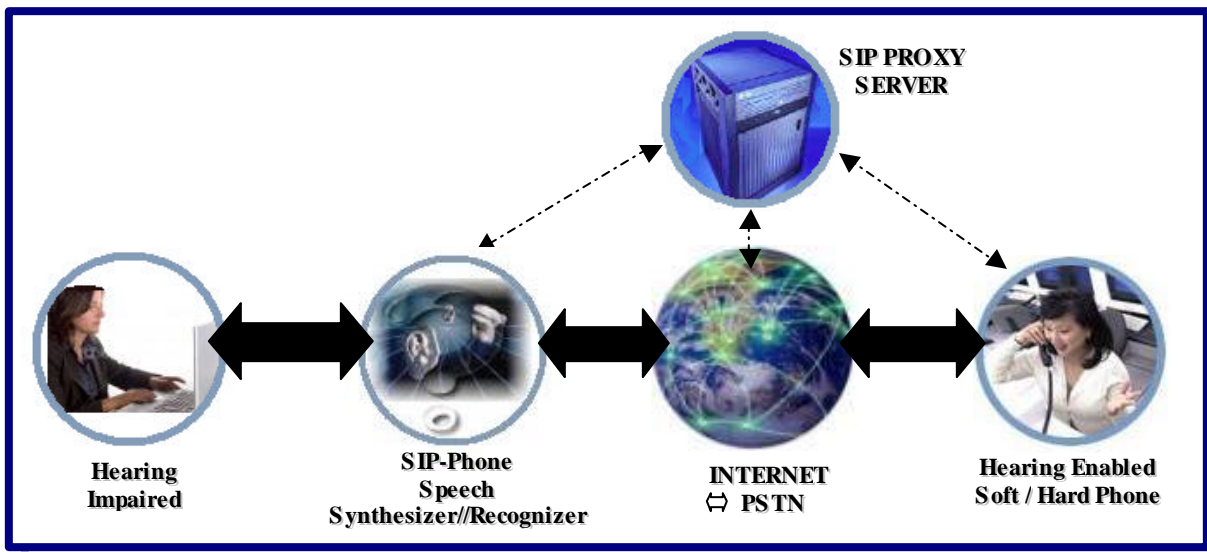 SIP PROXY
SERVER
Hearing
Impaired
SIP-Phone
Speech
Synthesizer//Recognizer
INTERNET
⇔ PSTN
Hearing Enabled
Soft / Hard Phone